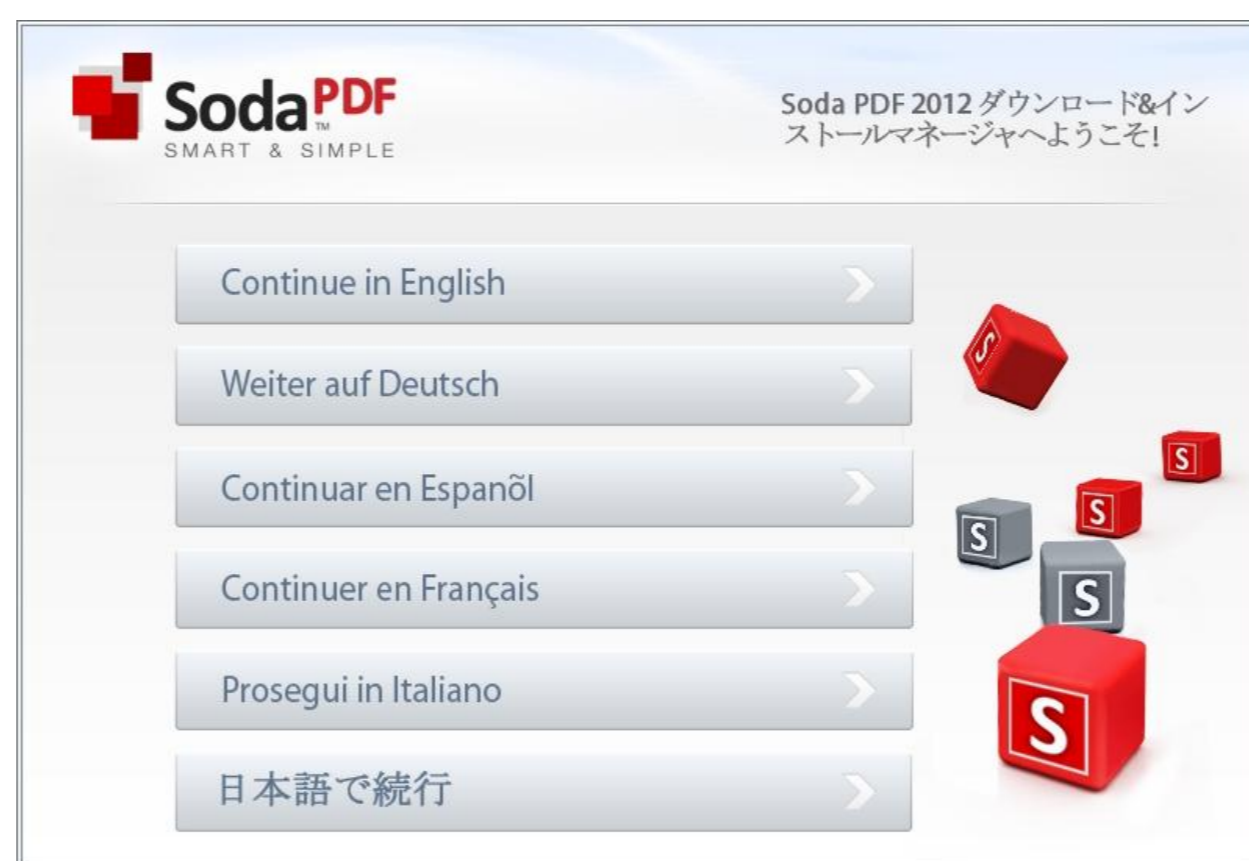 SodaPDF™
SMART & SIMPLE
Soda PDF 2012 ダウンロード&イン
ストールマネージャへようこそ!
Continue in English
Weiter auf Deutsch
Continuar en Espanõl
Continuer en Français
Prosegui in Italiano
日本語で続行
S
S
S
S
S
S